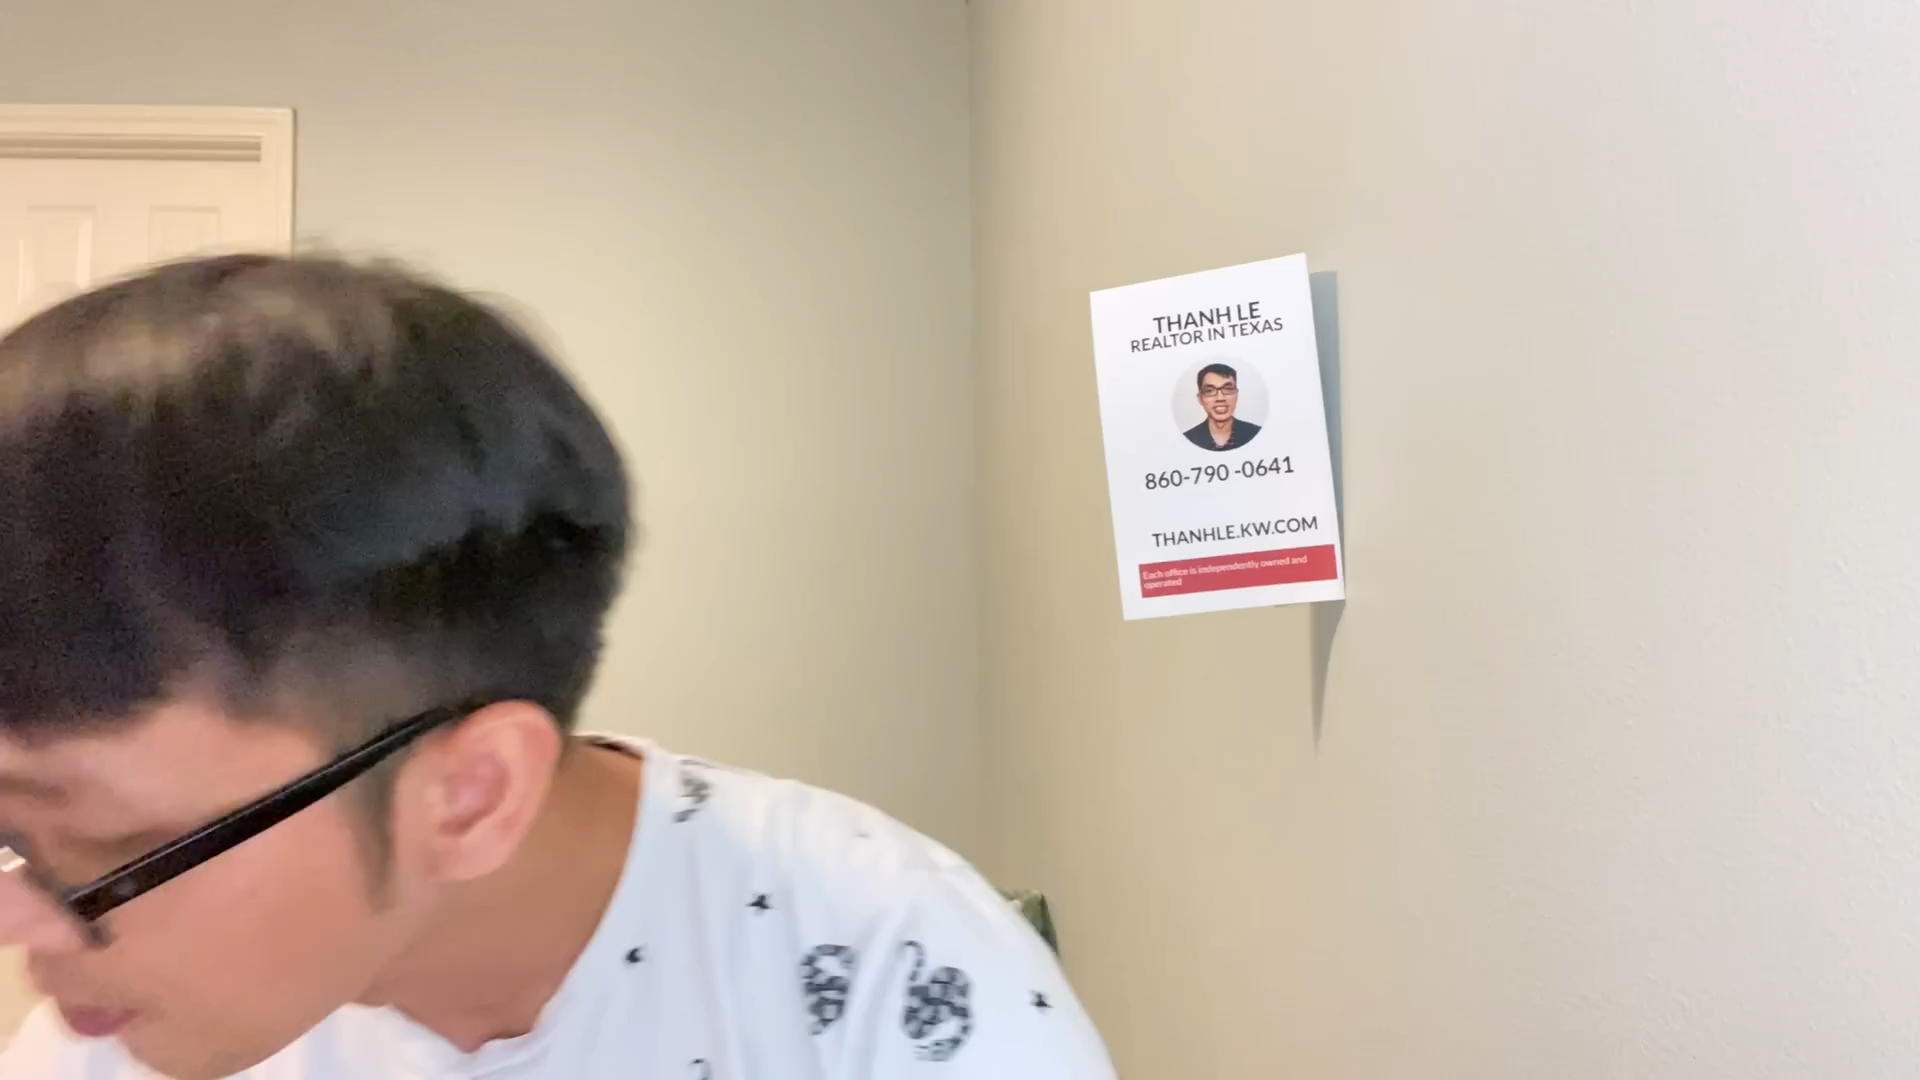 THANH LE
REALTOR IN TEXAS
860-790 -0641
THANHLE.KW.COM
Each office is independently owned and
operated